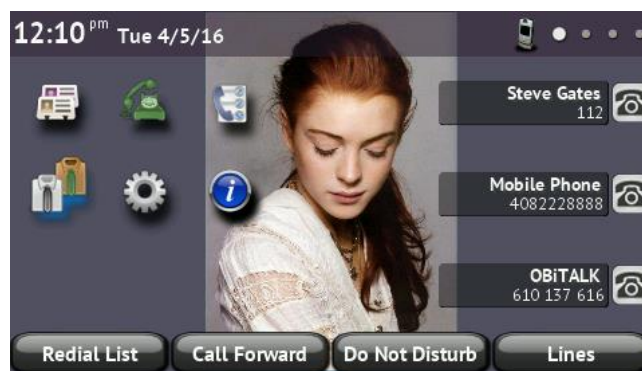 12:10 pm Tue 4/5/16
Steve Gates
112
Mobile Phone
4082228888
OBiTALK
610 137 616
i
Redial List Call Forward Do Not Disturb Lines